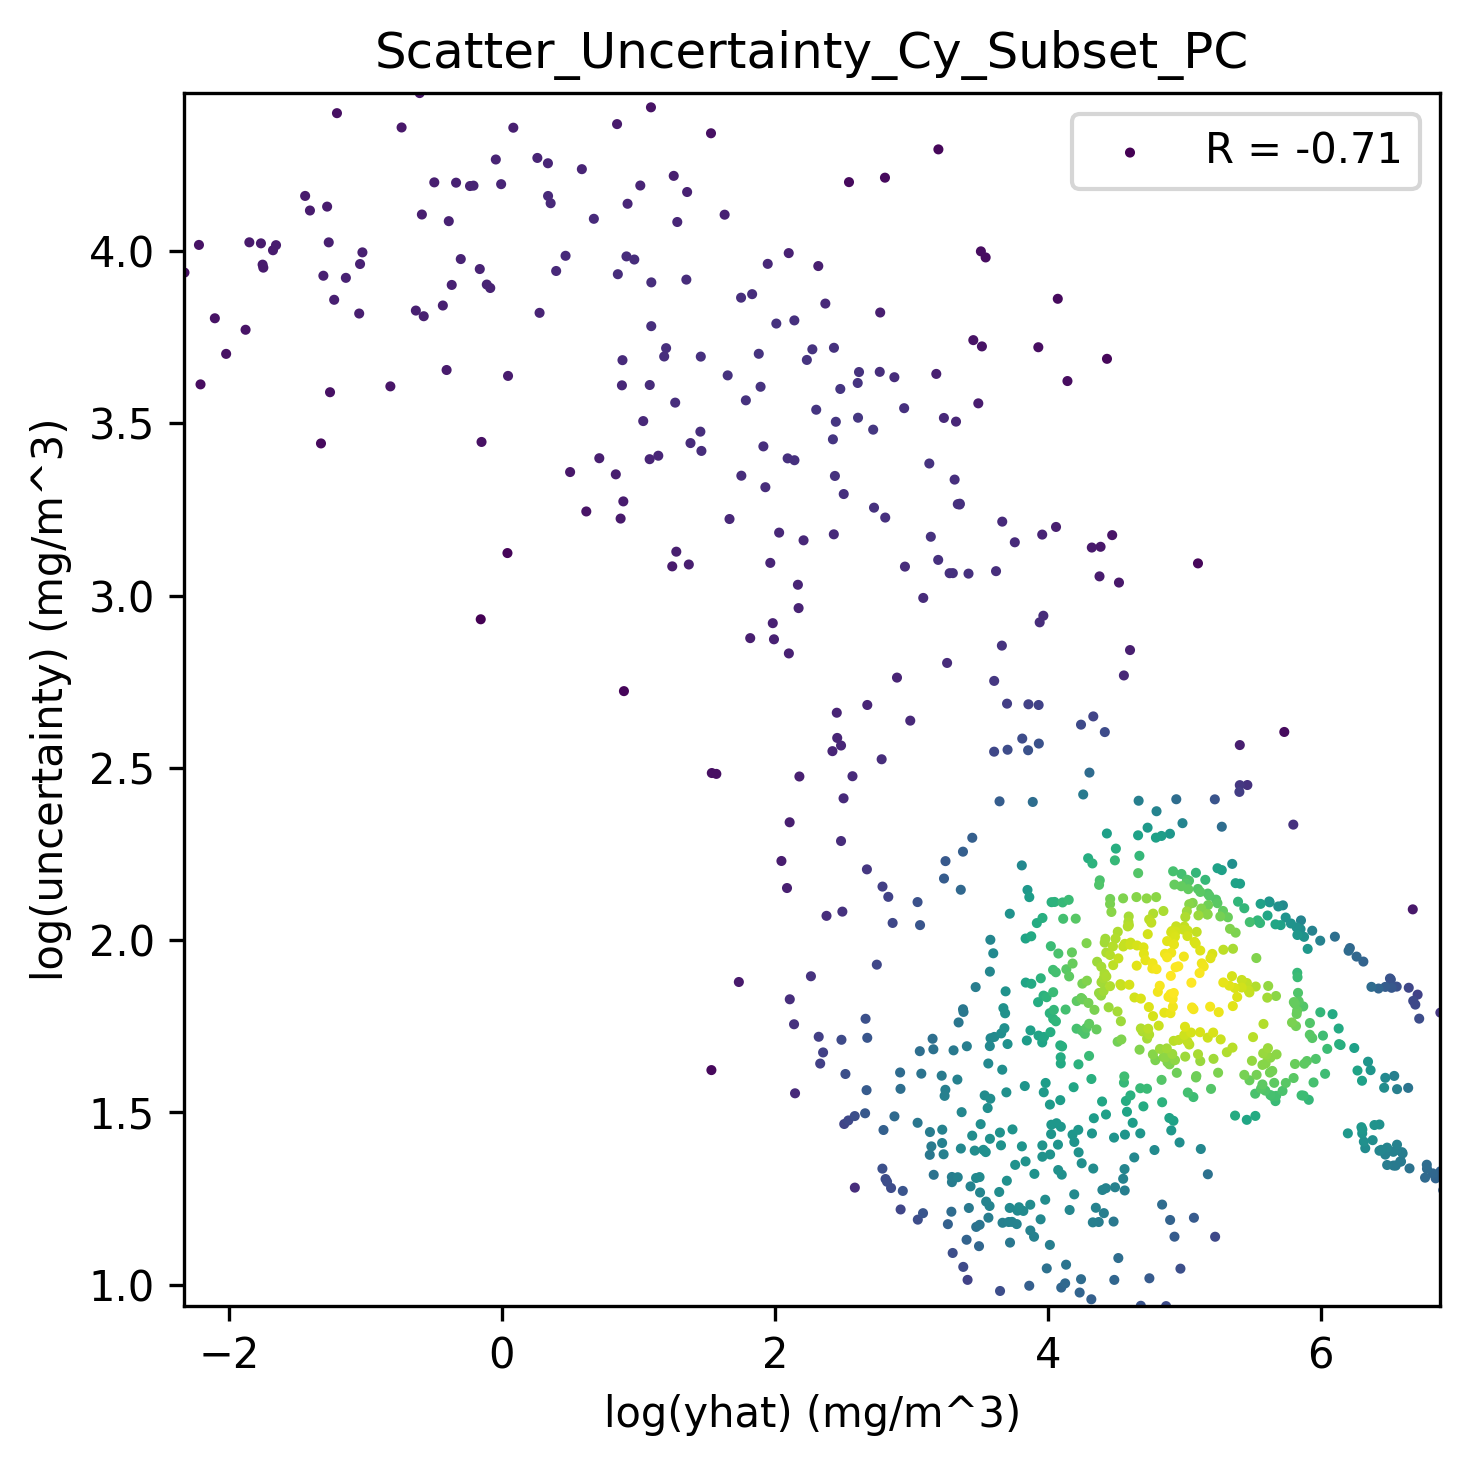 Scatter_Uncertainty_Cy_Subset_PC
R = -0.71
4.0
3.5
3.0
2.5
2.0
1.5
1.0
log(uncertainty) (mg/m^3)
−2 0 2 4 6
log(yhat) (mg/m^3)